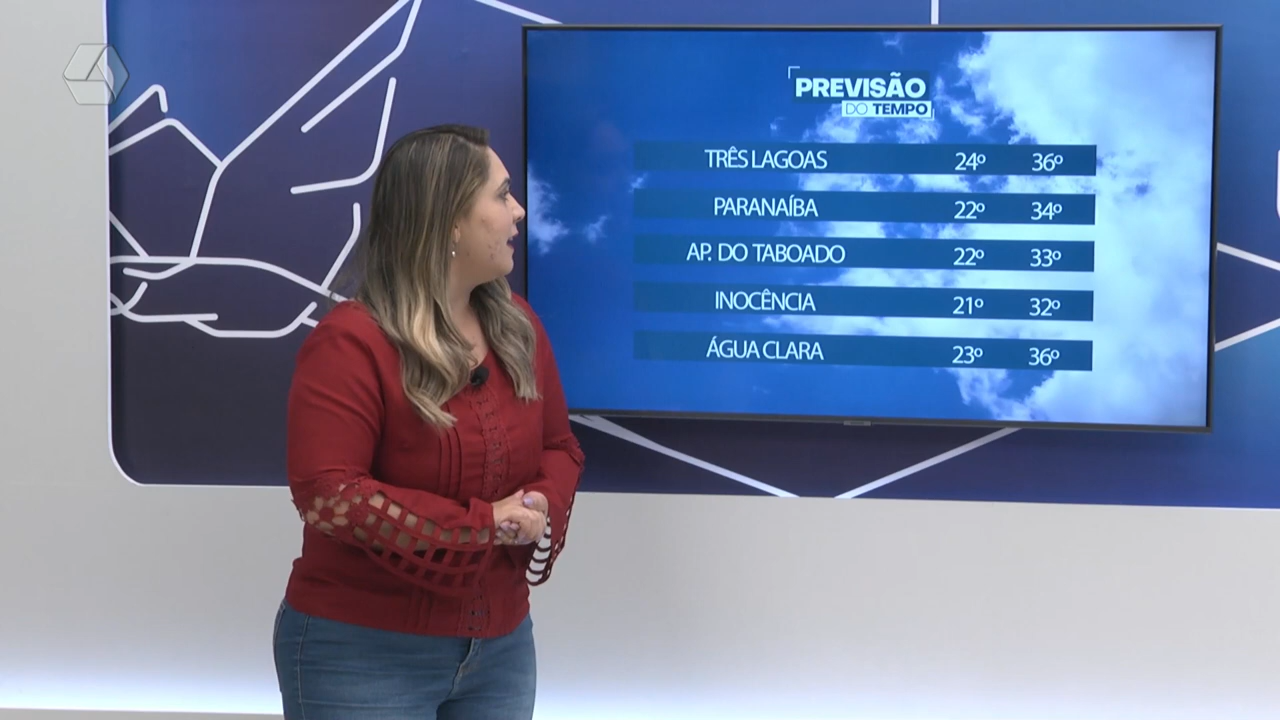 PREVISÃO
DO TEMPO
TRÊS LAGOAS 24º 36º
PARANAÍBA 22º 34º
AP. DO TABOADO 22º 33º
INOCÊNCIA 21º 32º
ÁGUA CLARA 23º 36º